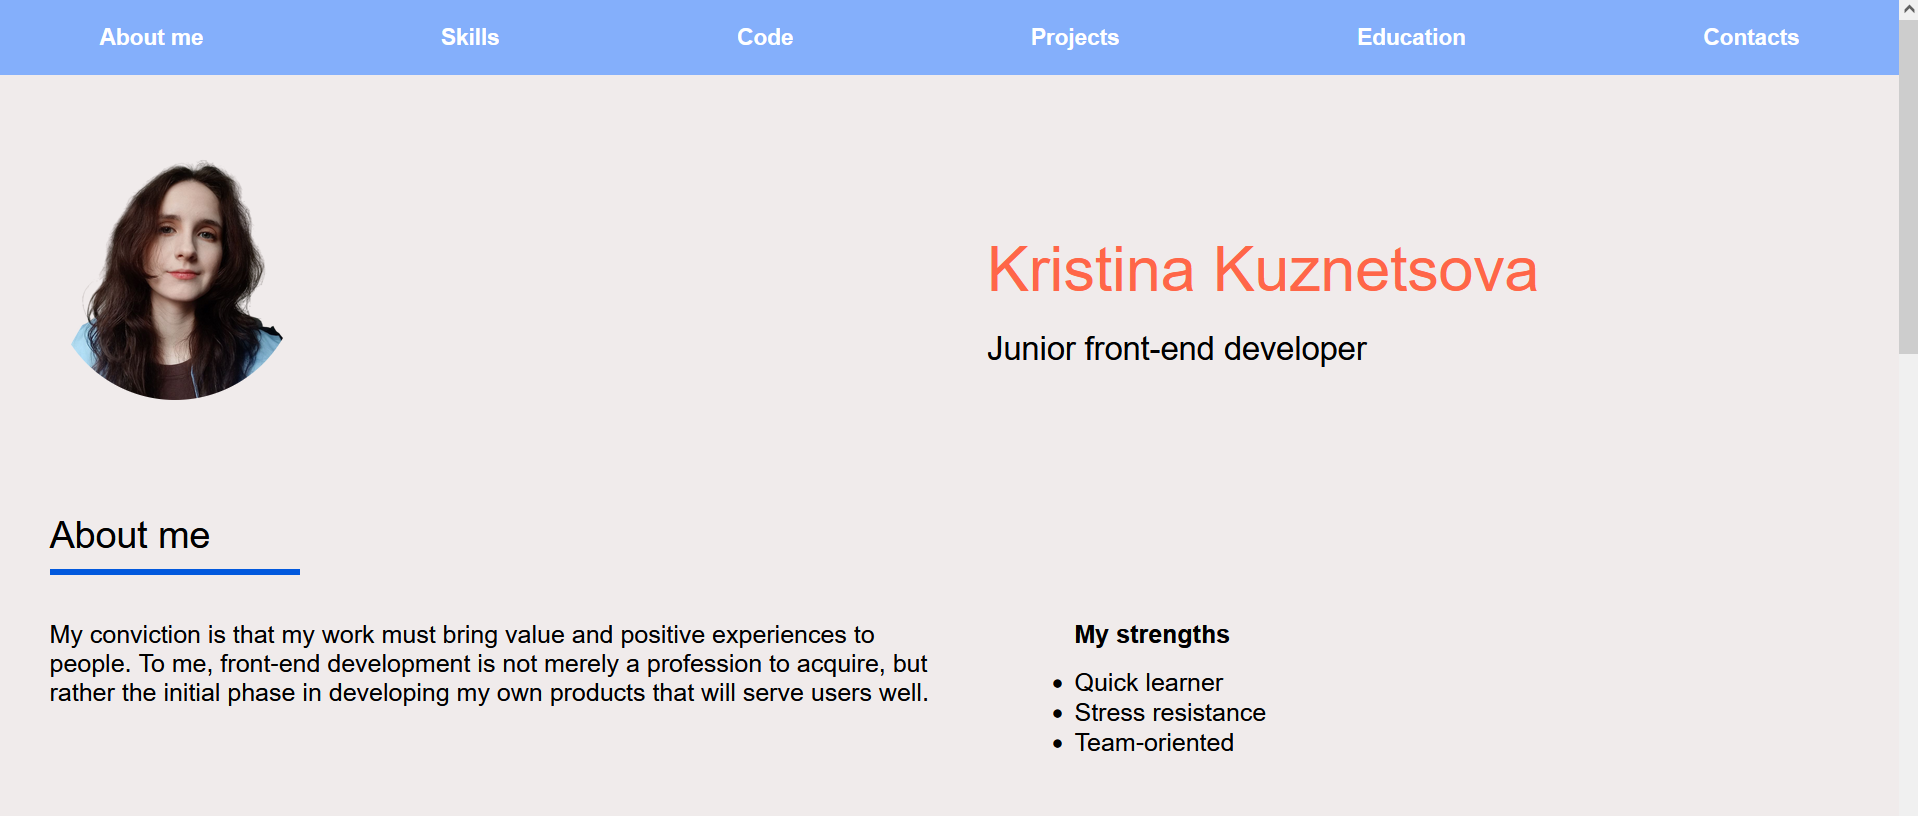 About me
Skills
Code
Projects
Education
Contacts
Kristina Kuznetsova
Junior front-end developer
About me
My conviction is that my work must bring value and positive experiences to
people. To me, front-end development is not merely a profession to acquire, but
rather the initial phase in developing my own products that will serve users well.
My strengths
Quick learner
Stress resistance
Team-oriented